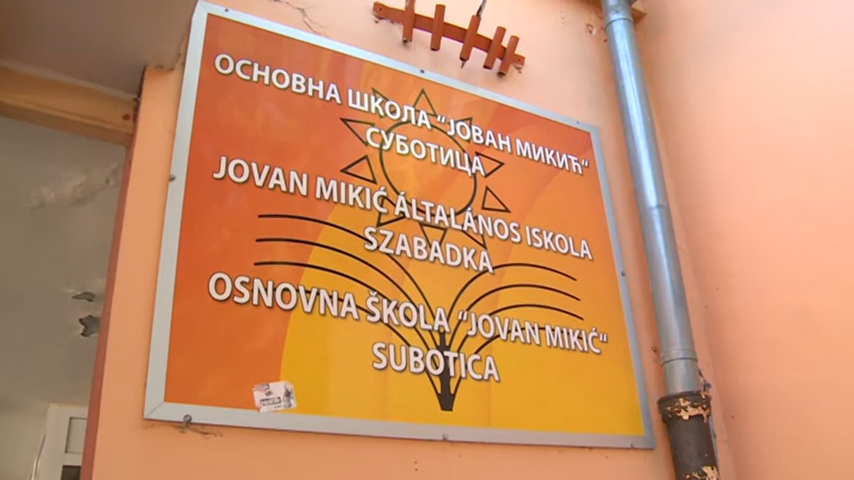 ОСНОВНА ШКОЛА "ЈОВАН МИКИЋ"
СУБОТИЦА
JOVAN MIKIĆ ÁLTALÁNOS ISKOLA
SZABADKA
OSNOVNA ŠKOLA "JOVAN MIKIĆ"
SUBOTICA